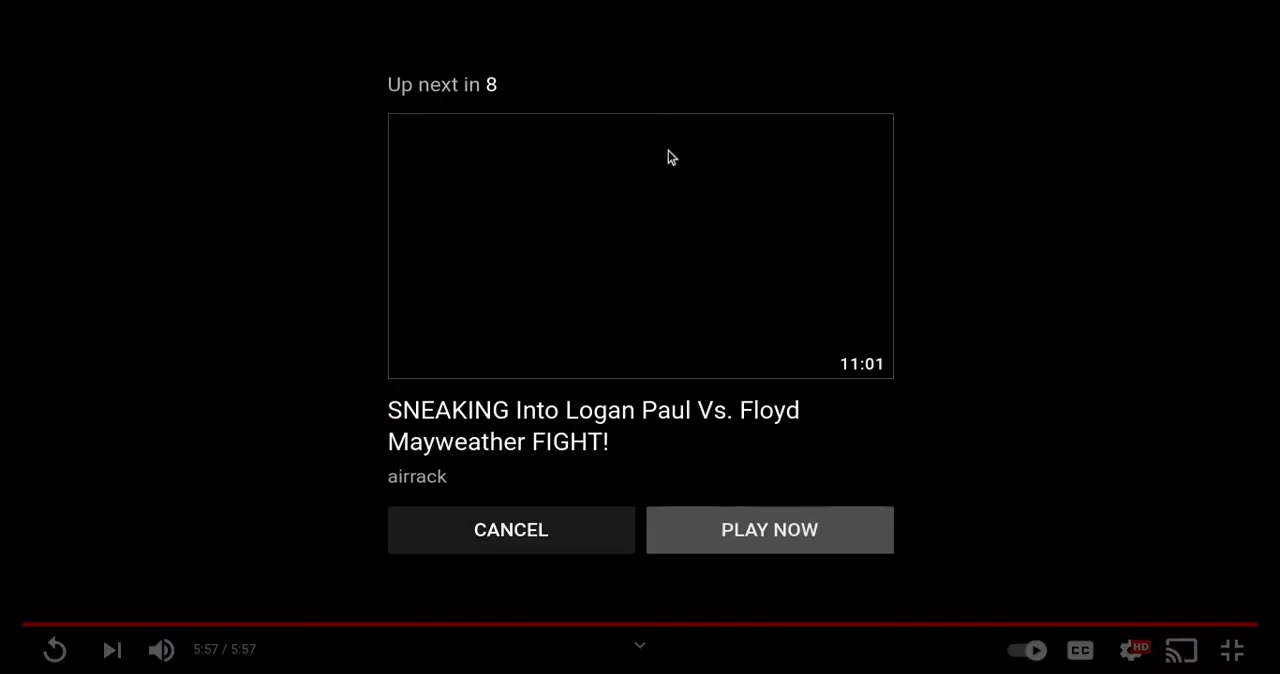 Up next in 8
11:01
SNEAKING Into Logan Paul Vs. Floyd
Mayweather FIGHT!
airrack
CANCEL
PLAY NOW
5:57 / 5:57
CC
HD